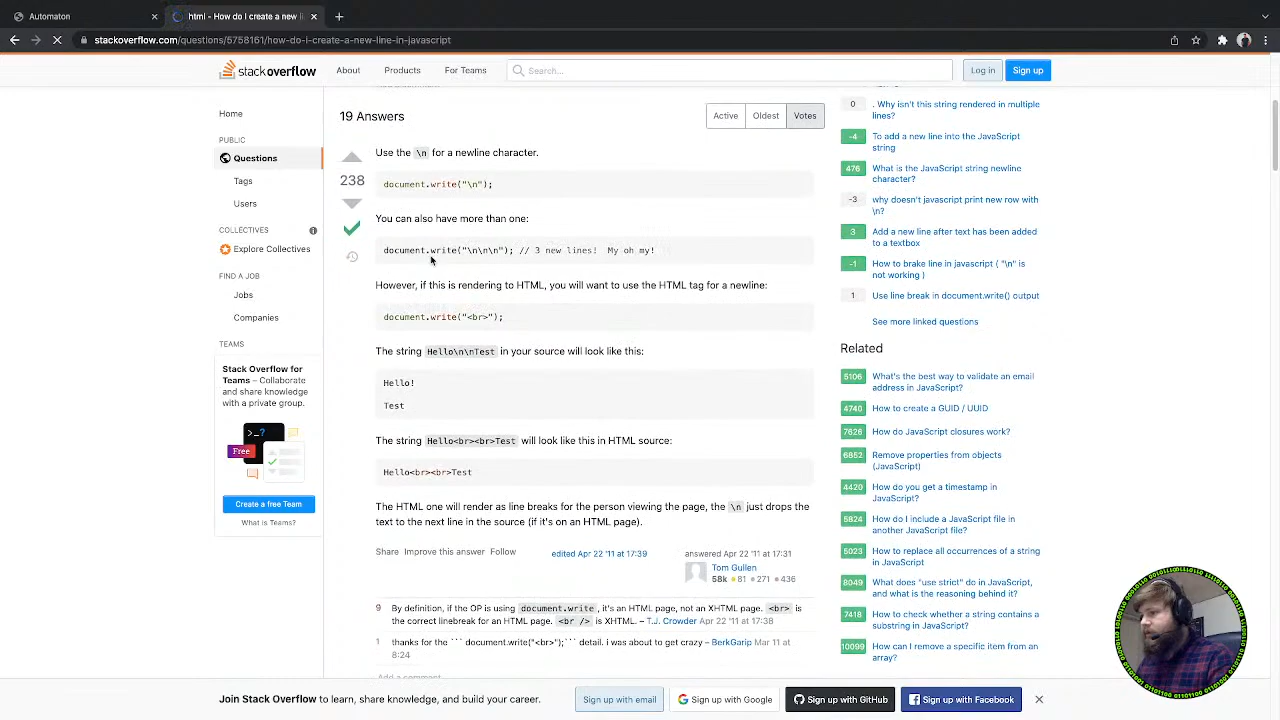 Automaton
html - How do I create a new li
stackoverflow.com/questions/5758161/how-do-i-create-a-new-line-in-javascript
stackoverflow
About
Products
For Teams
Search...
Log in
Sign up
Home
PUBLIC
Questions
Tags
Users
COLLECTIVES
Explore Collectives
FIND A JOB
Jobs
Companies
TEAMS
Stack Overflow for
Teams – Collaborate
and share knowledge
with a private group.
>_?
Free
Create a free Team
What is Teams?
19 Answers
Active
Oldest
Votes
238
Use the \n for a newline character.
document.write("\n");
You can also have more than one:
document.write("\n\n\n"); // 3 new lines!  My oh my!
However, if this is rendering to HTML, you will want to use the HTML tag for a newline:
document.write("<br>");
The string Hello\n\nTest in your source will look like this:
Hello!
Test
The string Hello<br><br>Test will look like this in HTML source:
Hello<br><br>Test
The HTML one will render as line breaks for the person viewing the page, the \n just drops
the text to the next line in the source (if it's on an HTML page).
Share Improve this answer Follow
edited Apr 22 '11 at 17:39
answered Apr 22 '11 at 17:31
Tom Gullen
58k 81 271 436
9 By definition, if the OP is using document.write, it's an HTML page, not an XHTML page. <br> is
the correct linebreak for an HTML page. <br /> is XHTML. – T.J. Crowder Apr 22 '11 at 17:38
1 thanks for the ``` document.write("<br>");``` detail. i was about to get crazy – BerkGarip Mar 11 at
8:24
Add a comment
0 . Why isn't this string rendered in multiple
lines?
-4 To add a new line into the JavaScript
string
476 What is the JavaScript string newline
character?
-3 why doesn't javascript print new row with
\n?
3 Add a new line after text has been added
to a textbox
-1 How to brake line in javascript ( "\n" is
not working )
1 Use line break in document.write() output
See more linked questions
Related
5106 What's the best way to validate an email
address in JavaScript?
4740 How to create a GUID / UUID
7626 How do JavaScript closures work?
6852 Remove properties from objects
(JavaScript)
4420 How do you get a timestamp in
JavaScript?
5824 How do I include a JavaScript file in
another JavaScript file?
5023 How to replace all occurrences of a string
in JavaScript
8049 What does "use strict" do in JavaScript,
and what is the reasoning behind it?
7418 How to check whether a string contains a
substring in JavaScript?
10099 How can I remove a specific item from an
array?
Join Stack Overflow to learn, share knowledge, and build your career.
Sign up with email
Sign up with Google
Sign up with GitHub
Sign up with Facebook